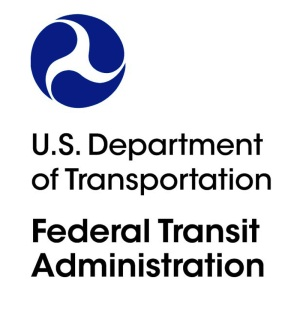 U.S. Department
of Transportation
Federal Transit
Administration